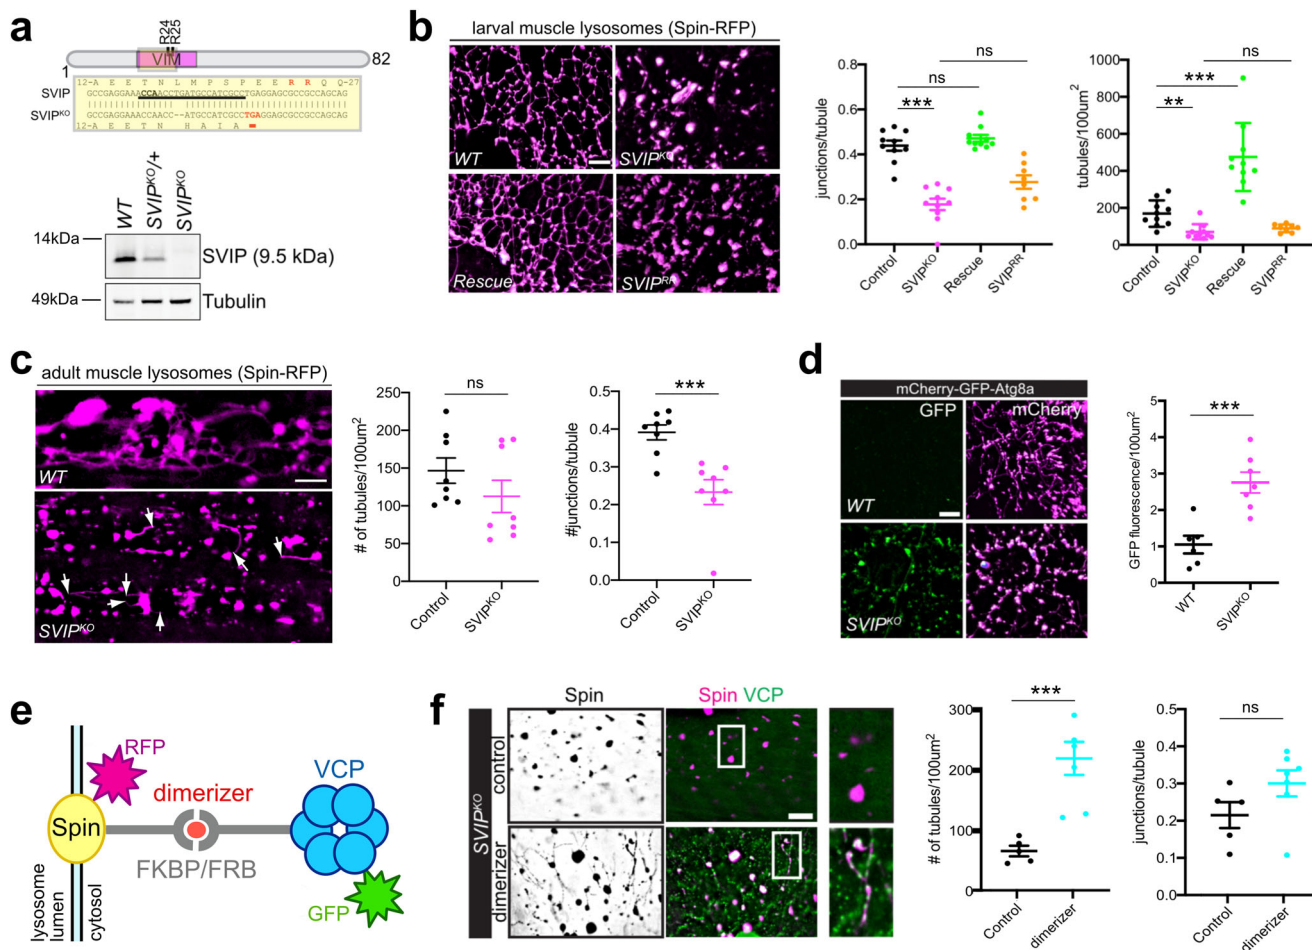 a
R24
R25
VIM
1
82
12-A E E T N L M P S P E E R R Q Q-27
SVIP GCCGAGGAAACCAACCTGATGCCATCGCCTGAGGAGCGCCGCCAGCAG
SVIPKO GCCGAGGAAACCAACC--ATGCCATCGCCTGAGGAGCGCCGCCAGCAG
12-A E E T N H A I A
WT
SVIPKO/+
SVIPKO
14kDa
SVIP (9.5 kDa)
49kDa
Tubulin
b
larval muscle lysosomes (Spin-RFP)
WT
SVIPKO
Rescue
SVIPRR
ns
ns
***
junctions/tubule
0.6
0.4
0.2
0.0
Control
SVIPKO
Rescue
SVIPRR
ns
***
**
tubules/100um2
1000
800
600
400
200
0
Control
SVIPKO
Rescue
SVIPRR
c
adult muscle lysosomes (Spin-RFP)
WT
SVIPKO
ns
# of tubules/100um2
250
200
150
100
50
0
Control
SVIPKO
***
#junctions/tubule
0.5
0.4
0.3
0.2
0.1
0.0
Control
SVIPKO
d
mCherry-GFP-Atg8a
GFP
mCherry
WT
SVIPKO
***
GFP fluorescence/100um2
5
4
3
2
1
0
WT
SVIPKO
e
RFP
VCP
dimerizer
Spin
FKBP/FRB
GFP
lysosome
lumen
cytosol
f
Spin
Spin VCP
SVIPKO
control
dimerizer
***
# of tubules/100um2
300
200
100
0
Control
dimerizer
ns
junctions/tubule
0.5
0.4
0.3
0.2
0.1
Control
dimerizer